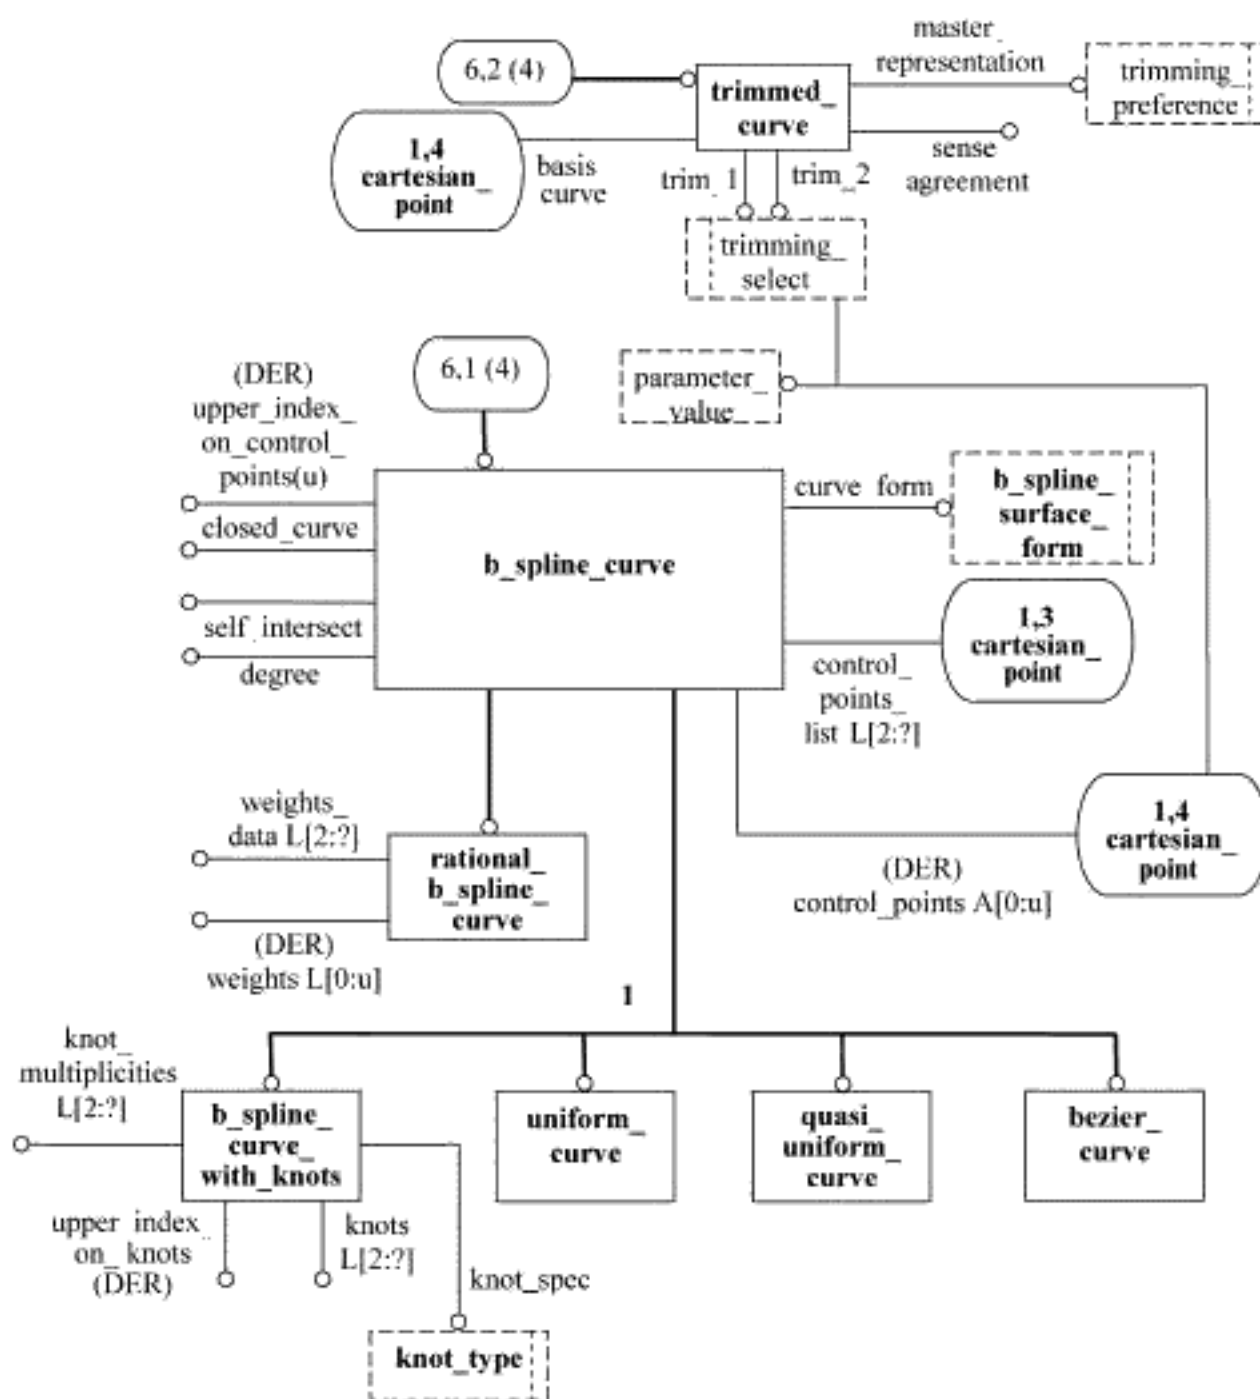 master_
representation
6,2 (4)
trimmed_
curve
trimming_
preference
1,4
cartesian_
point
basis
curve
sense
agreement
trim_1
trim_2
trimming_
select
(DER)
upper_index_
on_control_
points(u)
6,1 (4)
parameter_
value
closed_curve
self_intersect
degree
b_spline_curve
curve form
b_spline_
surface_
form
1,3
cartesian_
point
control_
points_
list L[2:?]
weights_
data L[2:?]
rational_
b_spline_
curve
1,4
cartesian_
point
(DER)
control_points A[0:u]
(DER)
weights L[0:u]
1
knot_
multiplicities
L[2:?]
b_spline_
curve_
with_knots
uniform_
curve
quasi_
uniform_
curve
bezier_
curve
upper_index_
on_knots
(DER)
knots
L[2:?]
knot_spec
knot_type